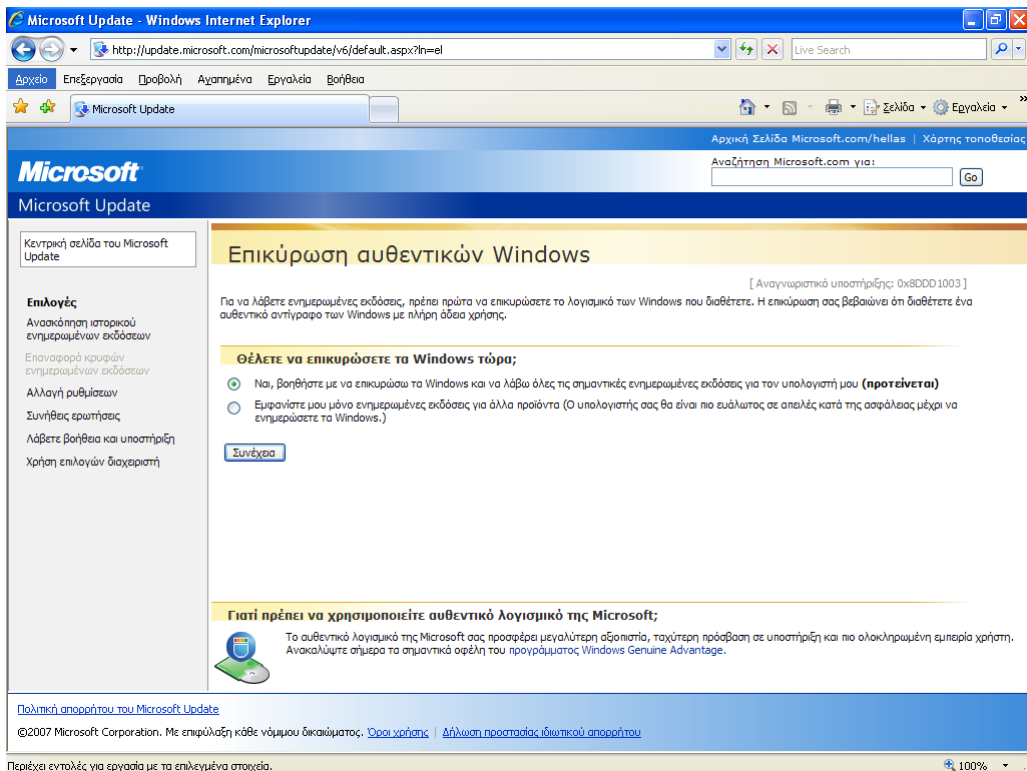 Microsoft Update - Windows Internet Explorer
http://update.microsoft.com/microsoftupdate/v6/default.aspx?ln=el
Live Search
Αρχείο Επεξεργασία Προβολή Αγαπημένα Εργαλεία Βοήθεια
Microsoft Update
Σελίδα Εργαλεία
Αρχική Σελίδα Microsoft.com/hellas | Χάρτης τοποθεσίας
Microsoft
Αναζήτηση Microsoft.com για:
Go
Microsoft Update
Κεντρική σελίδα του Microsoft
Update
Επιλογές
Ανασκόπηση ιστορικού
ενημερωμένων εκδόσεων
Επαναφορά κρυφών
ενημερωμένων εκδόσεων
Αλλαγή ρυθμίσεων
Συνήθεις ερωτήσεις
Λάβετε βοήθεια και υποστήριξη
Χρήση επιλογών διαχειριστή
Επικύρωση αυθεντικών Windows
[ Αναγνωριστικό υποστήριξης: 0x8DDD1003 ]
Για να λάβετε ενημερωμένες εκδόσεις, πρέπει πρώτα να επικυρώσετε το λογισμικό των Windows που διαθέτετε. Η επικύρωση σας βεβαιώνει ότι διαθέτετε ένα
αυθεντικό αντίγραφο των Windows με πλήρη άδεια χρήσης.
Θέλετε να επικυρώσετε τα Windows τώρα;
Ναι, βοηθήστε με να επικυρώσω τα Windows και να λάβω όλες τις σημαντικές ενημερωμένες εκδόσεις για τον υπολογιστή μου (προτείνεται)
Εμφανίστε μου μόνο ενημερωμένες εκδόσεις για άλλα προϊόντα (Ο υπολογιστής σας θα είναι πιο ευάλωτος σε απειλές κατά της ασφάλειας μέχρι να
ενημερώσετε τα Windows.)
Συνέχεια
Γιατί πρέπει να χρησιμοποιείτε αυθεντικό λογισμικό της Microsoft;
Το αυθεντικό λογισμικό της Microsoft σας προσφέρει μεγαλύτερη αξιοπιστία, ταχύτερη πρόσβαση σε υποστήριξη και πιο ολοκληρωμένη εμπειρία χρήστη.
Ανακαλύψτε σήμερα τα σημαντικά οφέλη του προγράμματος Windows Genuine Advantage.
Πολιτική απορρήτου του Microsoft Update
©2007 Microsoft Corporation. Με επιφύλαξη κάθε νόμιμου δικαιώματος. Όροι χρήσης | Δήλωση προστασίας ιδιωτικού απορρήτου
Περιέχει εντολές για εργασία με τα επιλεγμένα στοιχεία.
100%